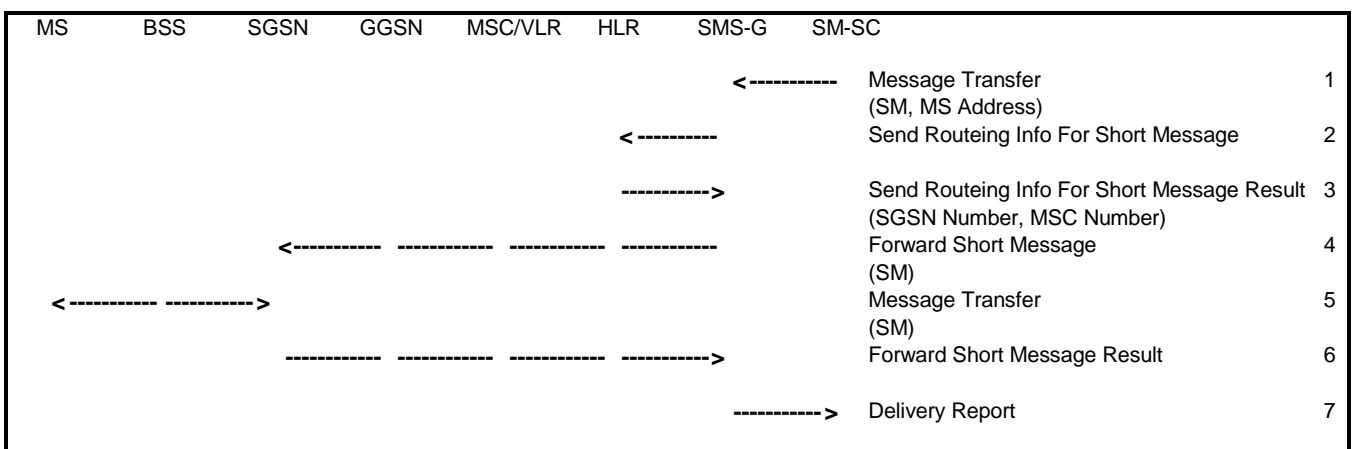 MS BSS SGSN GGSN MSC/VLR HLR SMS-G SM-SC
Message Transfer 1
(SM, MS Address)
Send Routeing Info For Short Message 2
Send Routeing Info For Short Message Result 3
(SGSN Number, MSC Number)
Forward Short Message 4
(SM)
Message Transfer 5
(SM)
Forward Short Message Result 6
Delivery Report 7